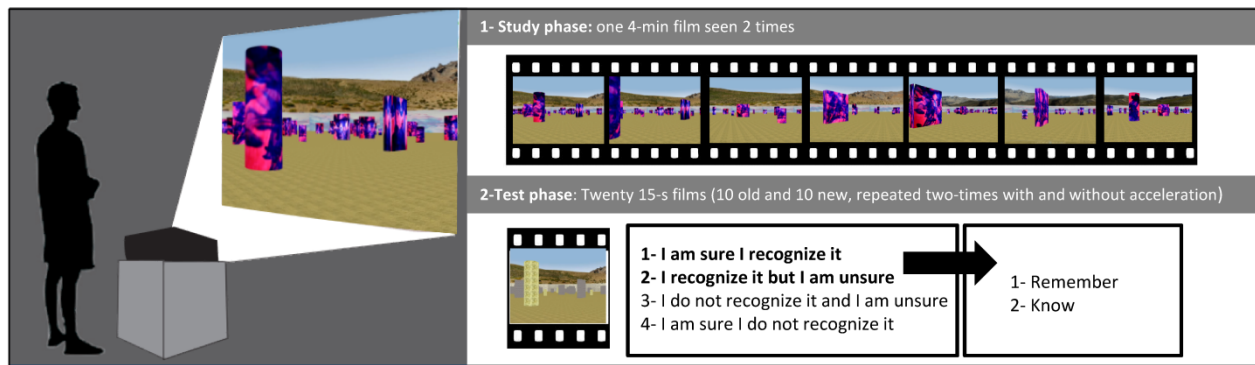 1- Study phase: one 4-min film seen 2 times
2-Test phase: Twenty 15-s films (10 old and 10 new, repeated two-times with and without acceleration)
1- I am sure I recognize it
2- I recognize it but I am unsure
3- I do not recognize it and I am unsure
4- I am sure I do not recognize it
1- Remember
2- Know